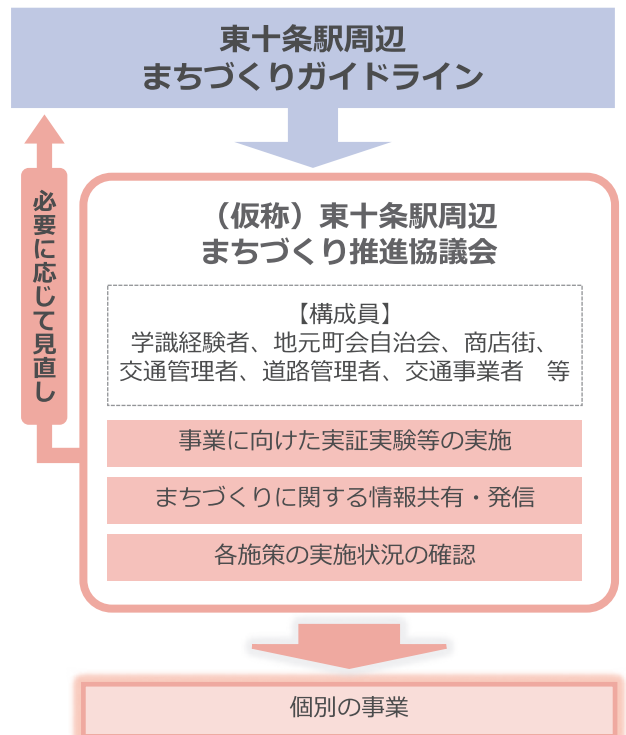 東十条駅周辺
まちづくりガイドライン
必要に応じて見直し
（仮称）東十条駅周辺
まちづくり推進協議会
【構成員】
学識経験者、地元町会自治会、商店街、
交通管理者、道路管理者、交通事業者　等
事業に向けた実証実験等の実施
まちづくりに関する情報共有・発信
各施策の実施状況の確認
個別の事業